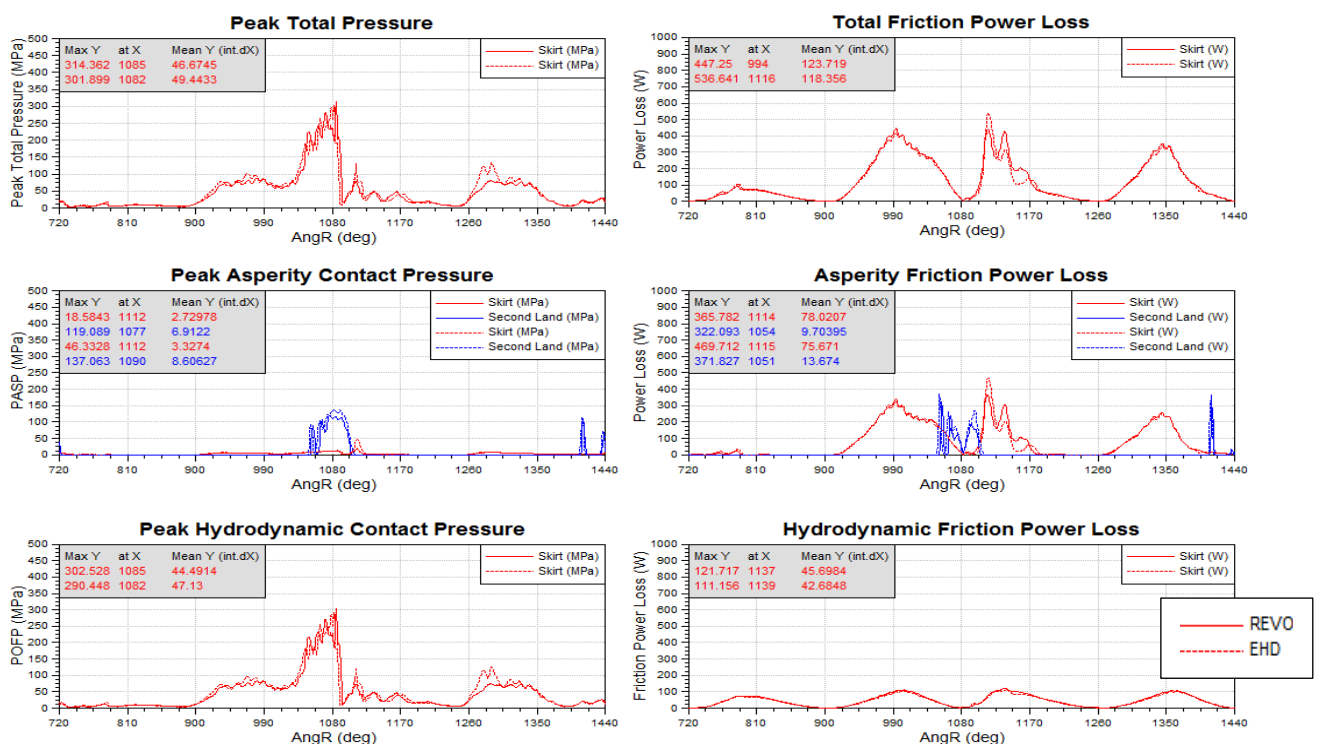 Peak Total Pressure
Max Y at X Mean Y (int.dX)
314.362 1085 46.6745
301.899 1082 49.4433
Skirt (MPa)
Skirt (MPa)
Peak Total Pressure (MPa)
500
450
400
350
300
250
200
150
100
50
0
720 810 900 990 1080 1170 1260 1350 1440
AngR (deg)
Total Friction Power Loss
Max Y at X Mean Y (int.dX)
447.25 994 123.719
536.641 1116 118.356
Skirt (W)
Skirt (W)
Power Loss (W)
1000
900
800
700
600
500
400
300
200
100
0
720 810 900 990 1080 1170 1260 1350 1440
AngR (deg)
Peak Asperity Contact Pressure
Max Y at X Mean Y (int.dX)
18.5843 1112 2.72978
119.089 1077 6.9122
46.3328 1112 3.3274
137.063 1090 8.60627
Skirt (MPa)
Second Land (MPa)
Skirt (MPa)
Second Land (MPa)
PASP (MPa)
500
450
400
350
300
250
200
150
100
50
0
720 810 900 990 1080 1170 1260 1350 1440
AngR (deg)
Asperity Friction Power Loss
Max Y at X Mean Y (int.dX)
365.782 1114 78.0207
322.093 1054 9.70395
469.712 1115 75.671
371.827 1051 13.674
Skirt (W)
Second Land (W)
Skirt (W)
Second Land (W)
Power Loss (W)
1000
900
800
700
600
500
400
300
200
100
0
720 810 900 990 1080 1170 1260 1350 1440
AngR (deg)
Peak Hydrodynamic Contact Pressure
Max Y at X Mean Y (int.dX)
302.528 1085 44.4914
290.448 1082 47.13
Skirt (MPa)
Skirt (MPa)
POFP (MPa)
500
450
400
350
300
250
200
150
100
50
0
720 810 900 990 1080 1170 1260 1350 1440
AngR (deg)
Hydrodynamic Friction Power Loss
Max Y at X Mean Y (int.dX)
121.717 1137 45.6984
111.156 1139 42.6848
Skirt (W)
Skirt (W)
Friction Power Loss (W)
1000
900
800
700
600
500
400
300
200
100
0
720 810 900 990 1080 1170 1260 1350 1440
AngR (deg)
REVO
EHD